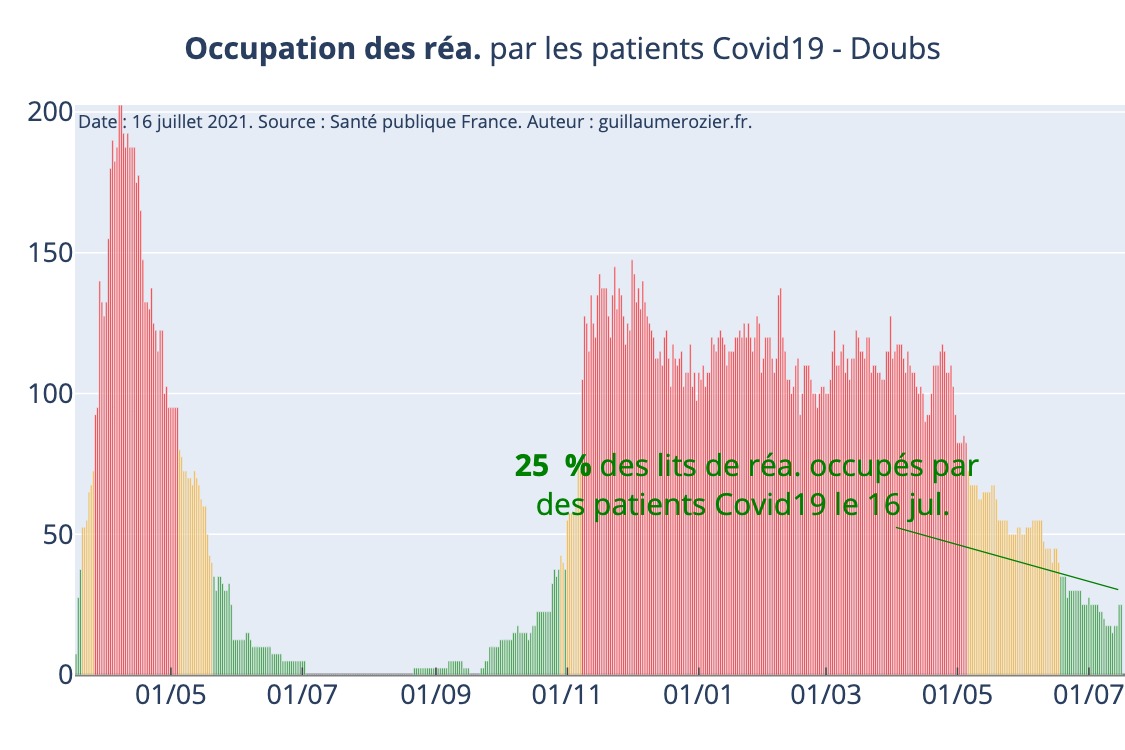 Occupation des réa. par les patients Covid19 - Doubs
200
Date : 16 juillet 2021. Source : Santé publique France. Auteur : guillaumerozier.fr.
150
100
25 % des lits de réa. occupés par
des patients Covid19 le 16 jul.
50
0
01/05 01/07 01/09 01/11 01/01 01/03 01/05 01/07